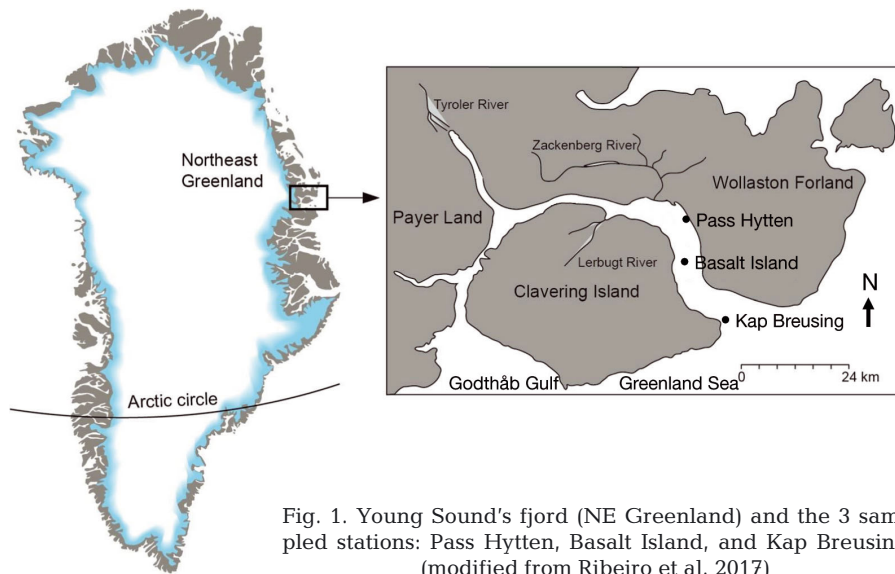 Northeast
Greenland
Arctic circle
Tyroler River
Zackenberg River
Wollaston Forland
Payer Land
Pass Hytten
Lerbugt River
Basalt Island
Clavering Island
N
Kap Breusing
0
24 km
Godthåb Gulf
Greenland Sea
Fig. 1. Young Sound's fjord (NE Greenland) and the 3 sam-
pled stations: Pass Hytten, Basalt Island, and Kap Breusing
(modified from Ribeiro et al. 2017)